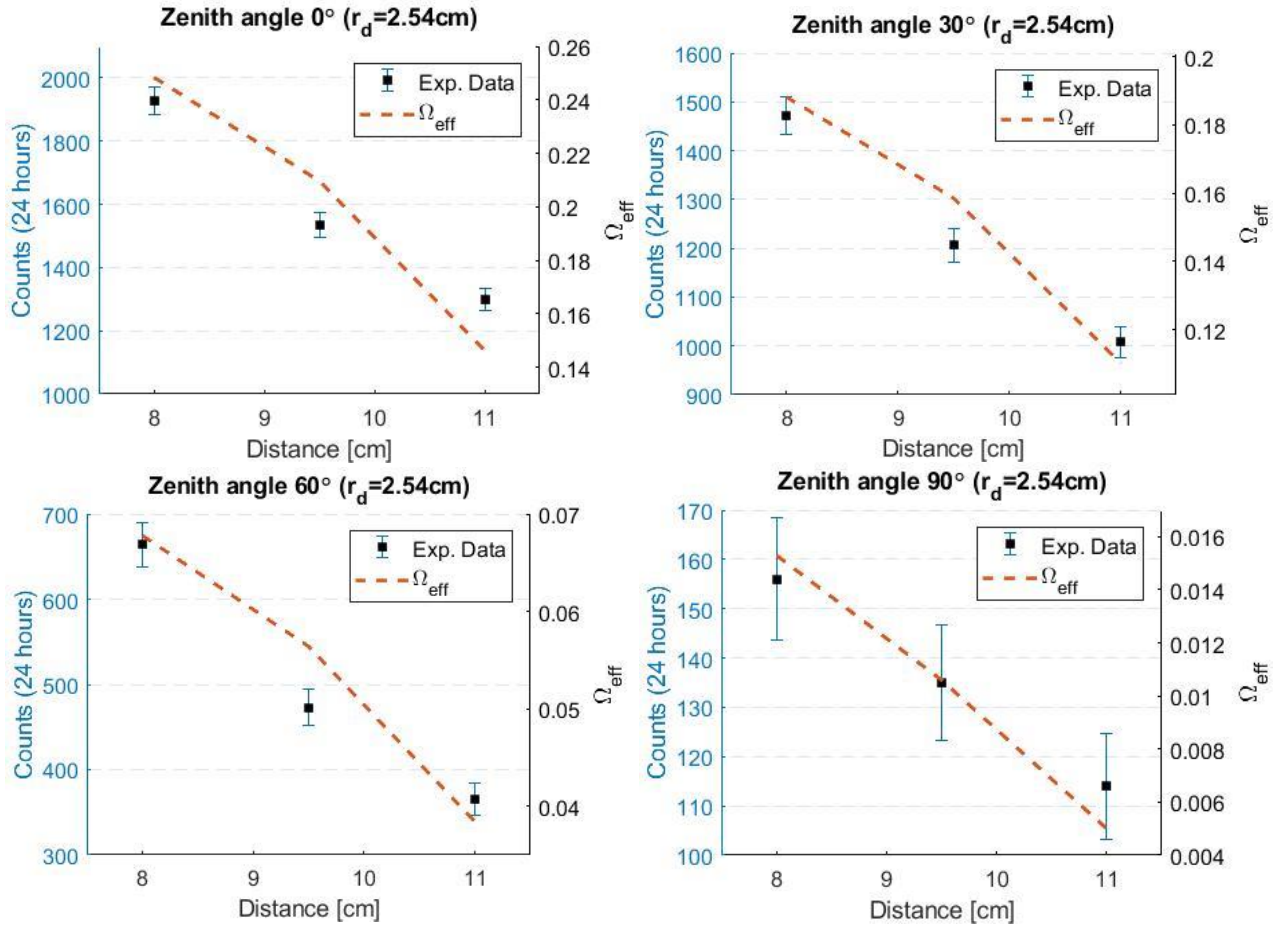 Zenith angle 0° (r_d=2.54cm)
Counts (24 hours)
2000
1800
1600
1400
1200
1000
Exp. Data
Ω_eff
0.26
0.24
0.22
0.2
0.18
0.16
0.14
Ω_eff
8 9 10 11
Distance [cm]
Zenith angle 30° (r_d=2.54cm)
Counts (24 hours)
1600
1500
1400
1300
1200
1100
1000
900
Exp. Data
Ω_eff
0.2
0.18
0.16
0.14
0.12
Ω_eff
8 9 10 11
Distance [cm]
Zenith angle 60° (r_d=2.54cm)
Counts (24 hours)
700
600
500
400
300
Exp. Data
Ω_eff
0.07
0.06
0.05
0.04
Ω_eff
8 9 10 11
Distance [cm]
Zenith angle 90° (r_d=2.54cm)
Counts (24 hours)
170
160
150
140
130
120
110
100
Exp. Data
Ω_eff
0.016
0.014
0.012
0.01
0.008
0.006
0.004
Ω_eff
8 9 10 11
Distance [cm]